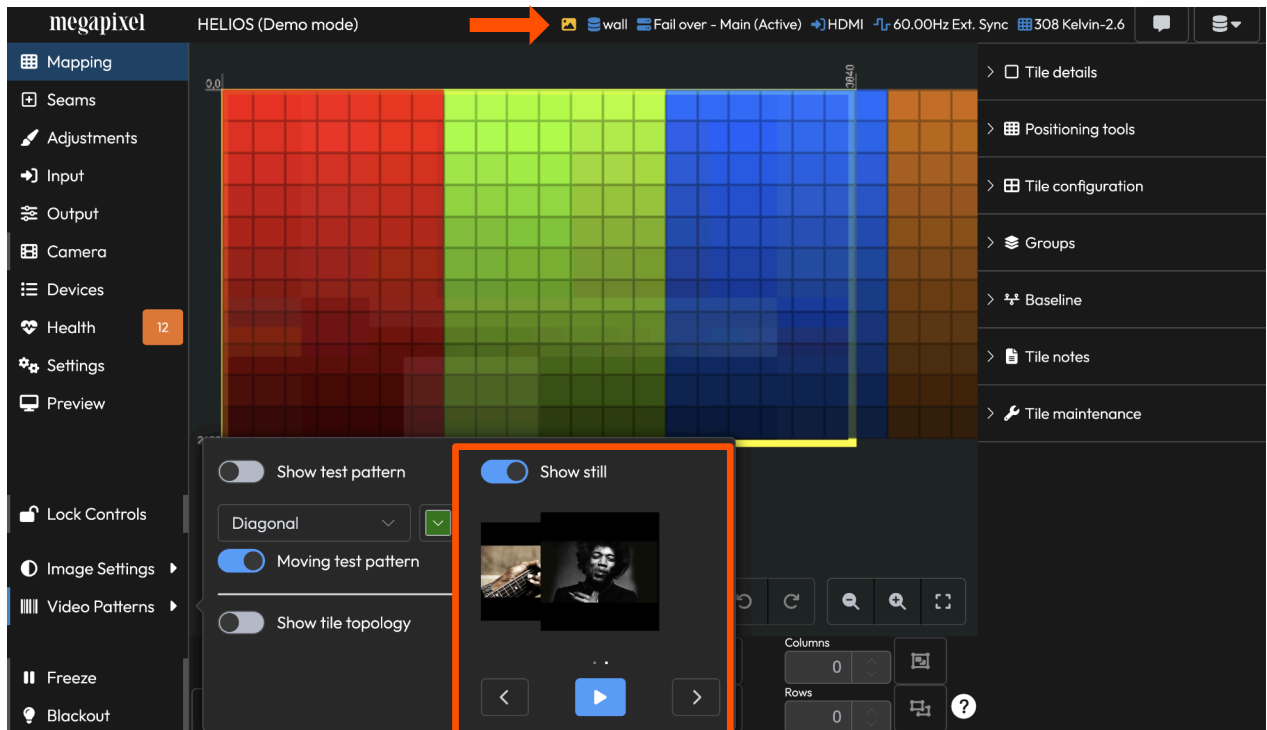 megapixel
HELIOS (Demo mode)
wall
Fail over - Main (Active)
HDMI
60.00Hz Ext. Sync
308 Kelvin-2.6
Mapping
Seams
Adjustments
Input
Output
Camera
Devices
Health
12
Settings
Preview
Lock Controls
Image Settings
Video Patterns
Freeze
Blackout
0,0
3840
Show test pattern
Diagonal
Moving test pattern
Show tile topology
Show still
Columns
0
Rows
0
?
Tile details
Positioning tools
Tile configuration
Groups
Baseline
Tile notes
Tile maintenance